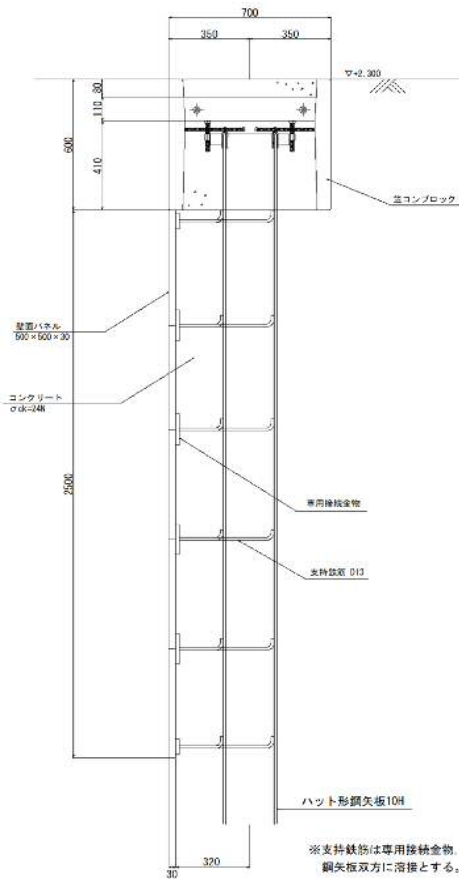 700
350
350
▽+2.300
80
110
600
410
笠コンブロック
壁面パネル
500×500×30
コンクリート
σck=24N
2500
専用接続金物
支持鉄筋 D13
ハット形鋼矢板10H
320
30
※支持鉄筋は専用接続金物、
鋼矢板双方に溶接とする。